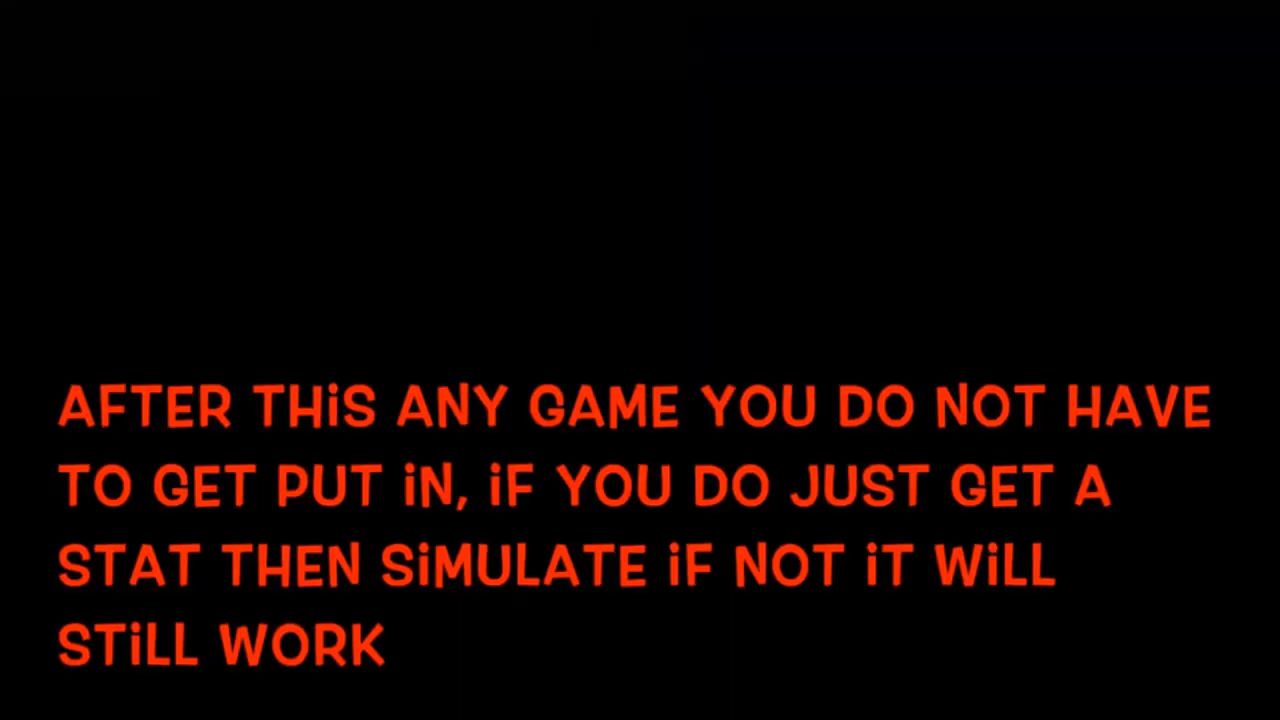 AFTER THiS ANY GAME YOU DO NOT HAVE
TO GET PUT iN, iF YOU DO JUST GET A
STAT THEN SiMULATE iF NOT iT WiLL
STiLL WORK